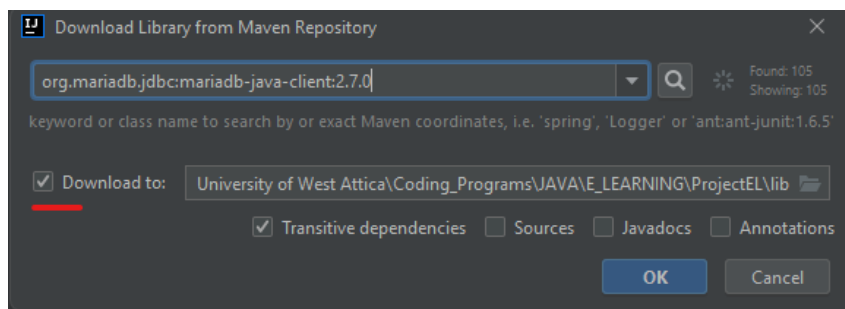 IJ Download Library from Maven Repository
org.mariadb.jdbc:mariadb-java-client:2.7.0
Found: 105
Showing: 105
keyword or class name to search by or exact Maven coordinates, i.e. 'spring', 'Logger' or 'ant:ant-junit:1.6.5'
Download to: University of West Attica\Coding_Programs\JAVA\E_LEARNING\ProjectEL\lib
Transitive dependencies Sources Javadocs Annotations
OK Cancel